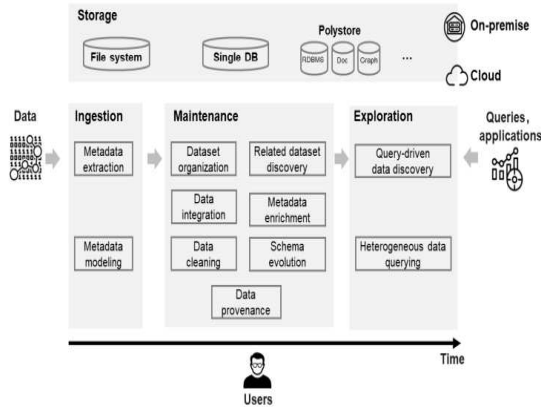 Storage
Polystore
On-premise
File system
Single DB
RDBMS
Doc
Graph
...
Cloud
Data
Ingestion
Maintenance
Exploration
Queries,
applications
Metadata
extraction
Dataset
organization
Related dataset
discovery
Query-driven
data discovery
Data
integration
Metadata
enrichment
Metadata
modeling
Data
cleaning
Schema
evolution
Heterogeneous data
querying
Data
provenance
Time
Users